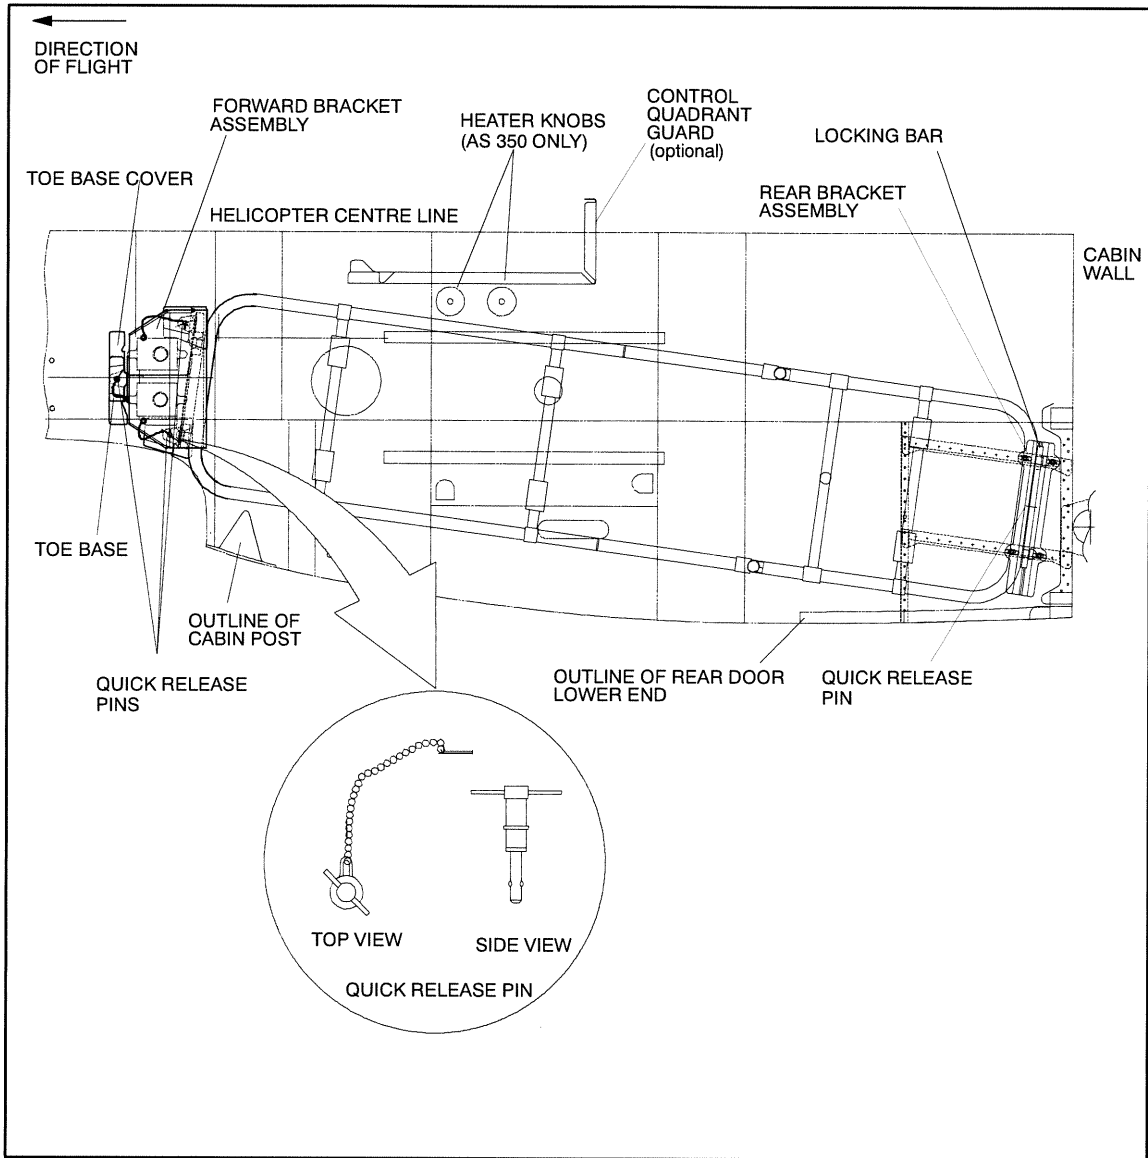 DIRECTION
OF FLIGHT
FORWARD BRACKET
ASSEMBLY
HEATER KNOBS
(AS 350 ONLY)
CONTROL
QUADRANT
GUARD
(optional)
LOCKING BAR
TOE BASE COVER
REAR BRACKET
ASSEMBLY
HELICOPTER CENTRE LINE
CABIN
WALL
TOE BASE
OUTLINE OF
CABIN POST
QUICK RELEASE
PINS
OUTLINE OF REAR DOOR
LOWER END
QUICK RELEASE
PIN
TOP VIEW
SIDE VIEW
QUICK RELEASE PIN